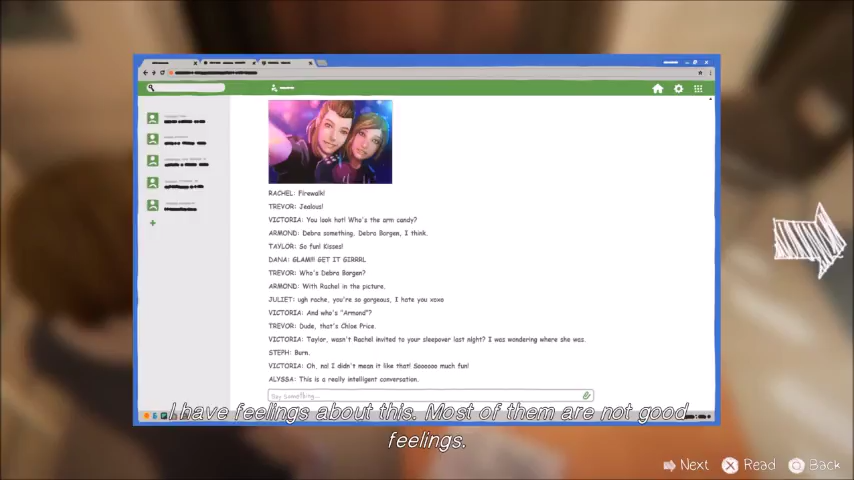 RACHEL: Firewalk!
TREVOR: Jealous!
VICTORIA: You look hot! Who's the arm candy?
ARMOND: Debra something. Debra Borgen, I think.
TAYLOR: So fun! Kisses!
DANA: GLAM!!! GET IT GIRRRL
TREVOR: Who's Debra Borgen?
ARMOND: With Rachel in the picture.
JULIET: ugh rache, you're so gorgeous, I hate you xoxo
VICTORIA: And who's "Armond"?
TREVOR: Dude, that's Chloe Price.
VICTORIA: Taylor, wasn't Rachel invited to your sleepover last night? I was wondering where she was.
STEPH: Burn.
VICTORIA: Oh, no! I didn't mean it like that! Soooooo much fun!
ALYSSA: This is a really intelligent conversation.
Say something...
I have feelings about this. Most of them are not good
feelings.
Next Read Back